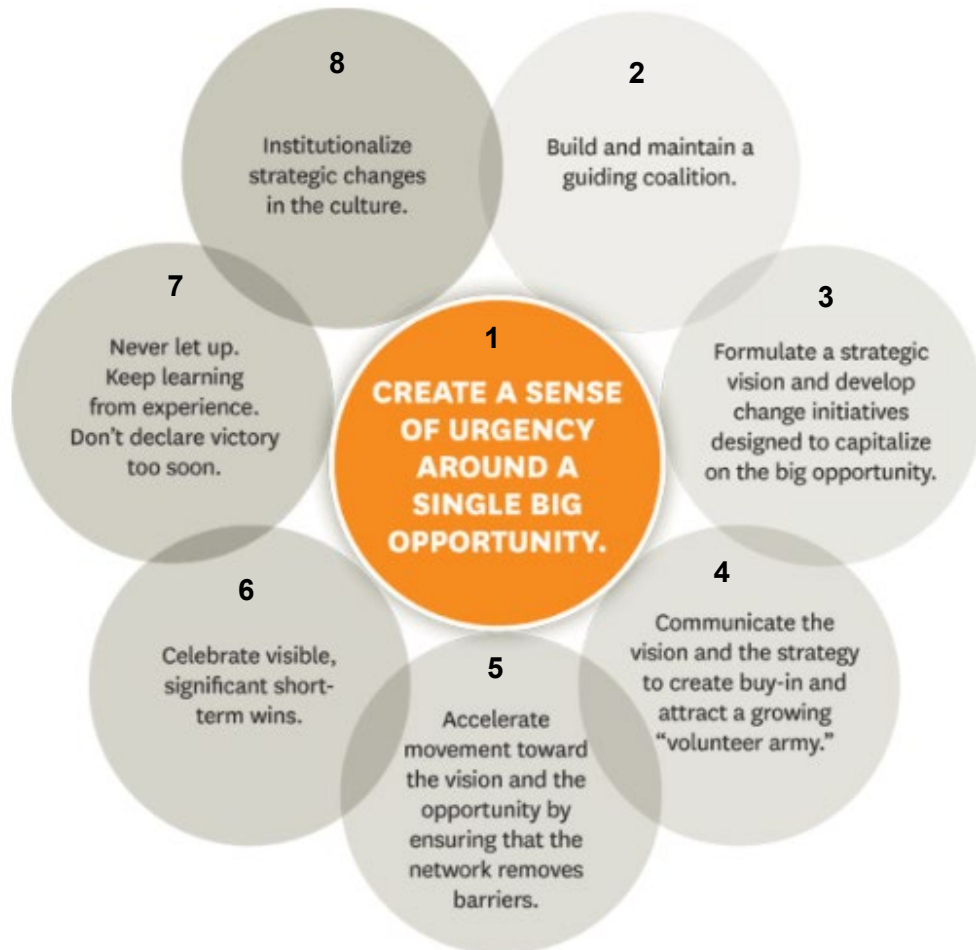 1
CREATE A SENSE
OF URGENCY
AROUND A
SINGLE BIG
OPPORTUNITY.
2
Build and maintain a
guiding coalition.
3
Formulate a strategic
vision and develop
change initiatives
designed to capitalize
on the big opportunity.
4
Communicate the
vision and the strategy
to create buy-in and
attract a growing
“volunteer army.”
5
Accelerate
movement toward
the vision and the
opportunity by
ensuring that the
network removes
barriers.
6
Celebrate visible,
significant short-
term wins.
7
Never let up.
Keep learning
from experience.
Don’t declare victory
too soon.
8
Institutionalize
strategic changes
in the culture.